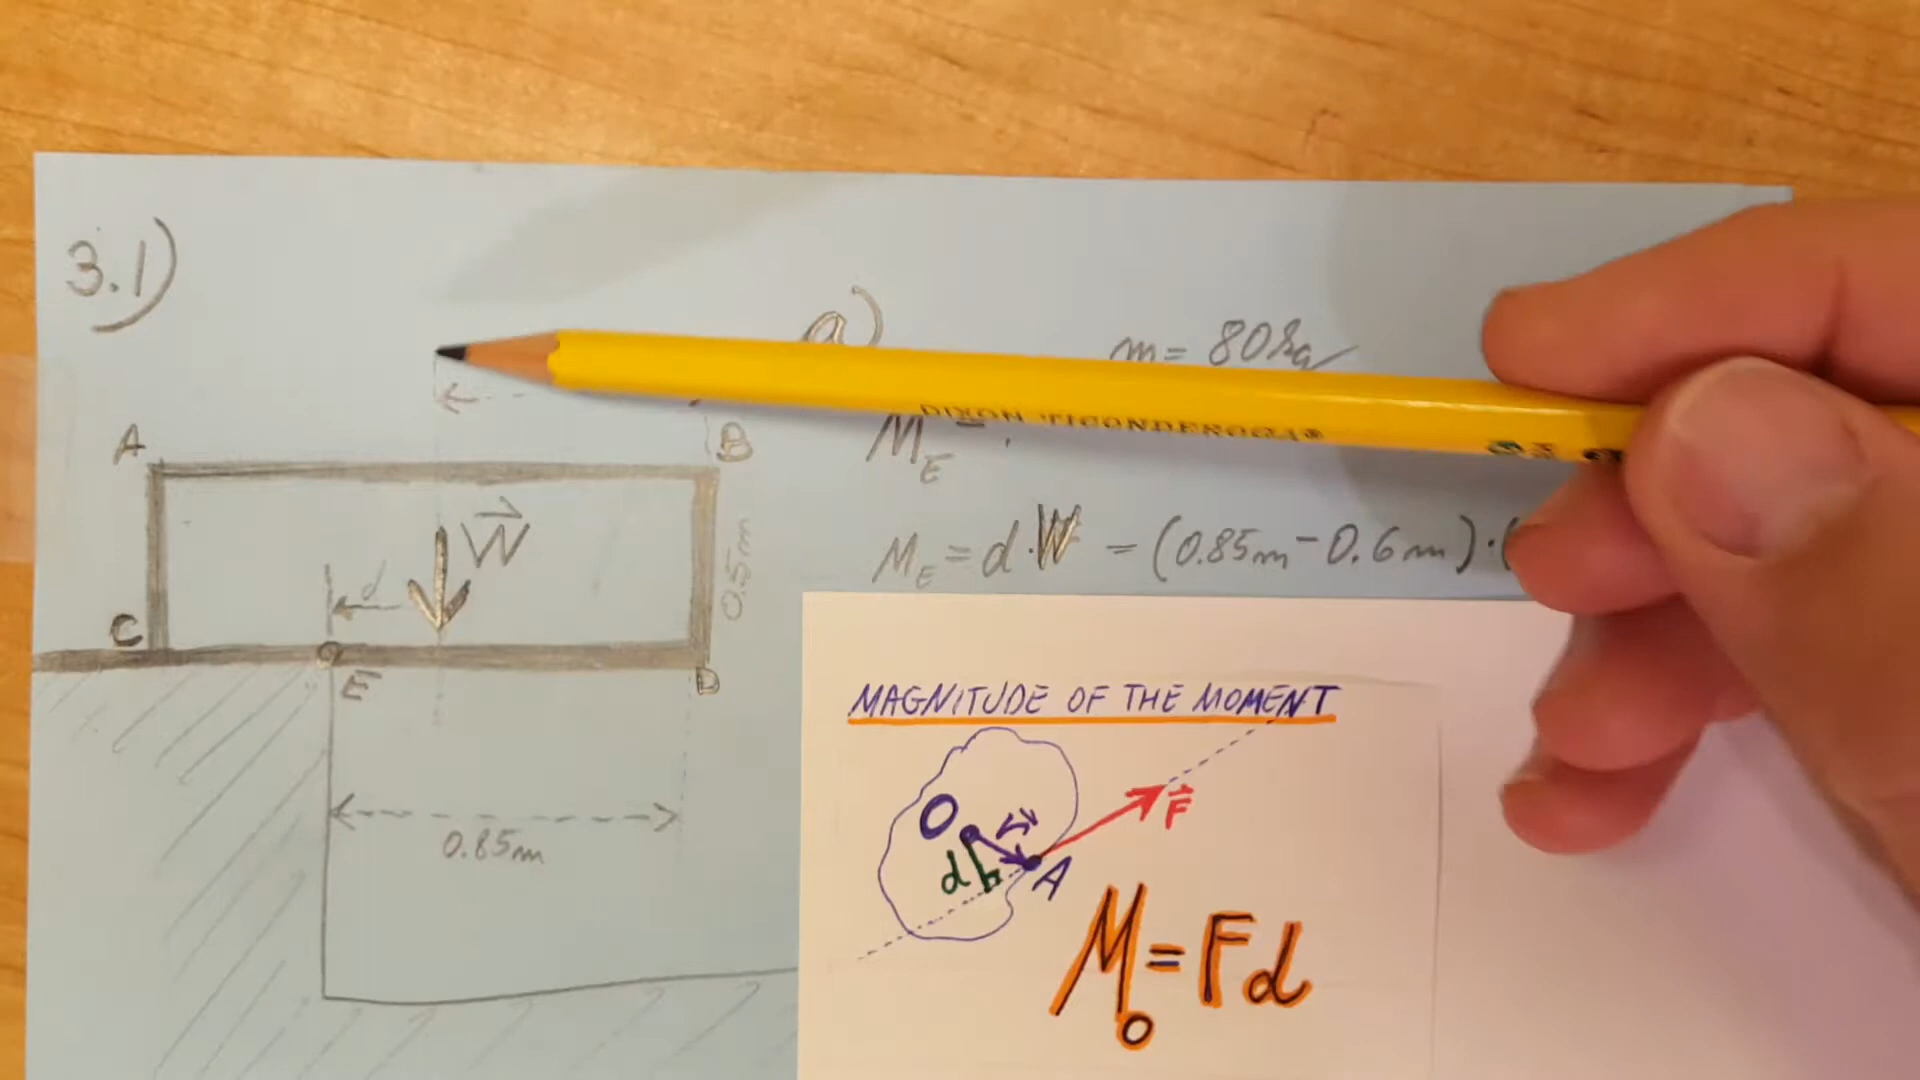 3.1)
a)
m = 80kg
DIXON TICONDEROGA®
A
B
M_E =
W
0.5m
M_E = d·W = (0.85m - 0.6m)·(
d
C
E
D
MAGNITUDE OF THE MOMENT
F
O
r
0.85m
d
A
M_O = Fd